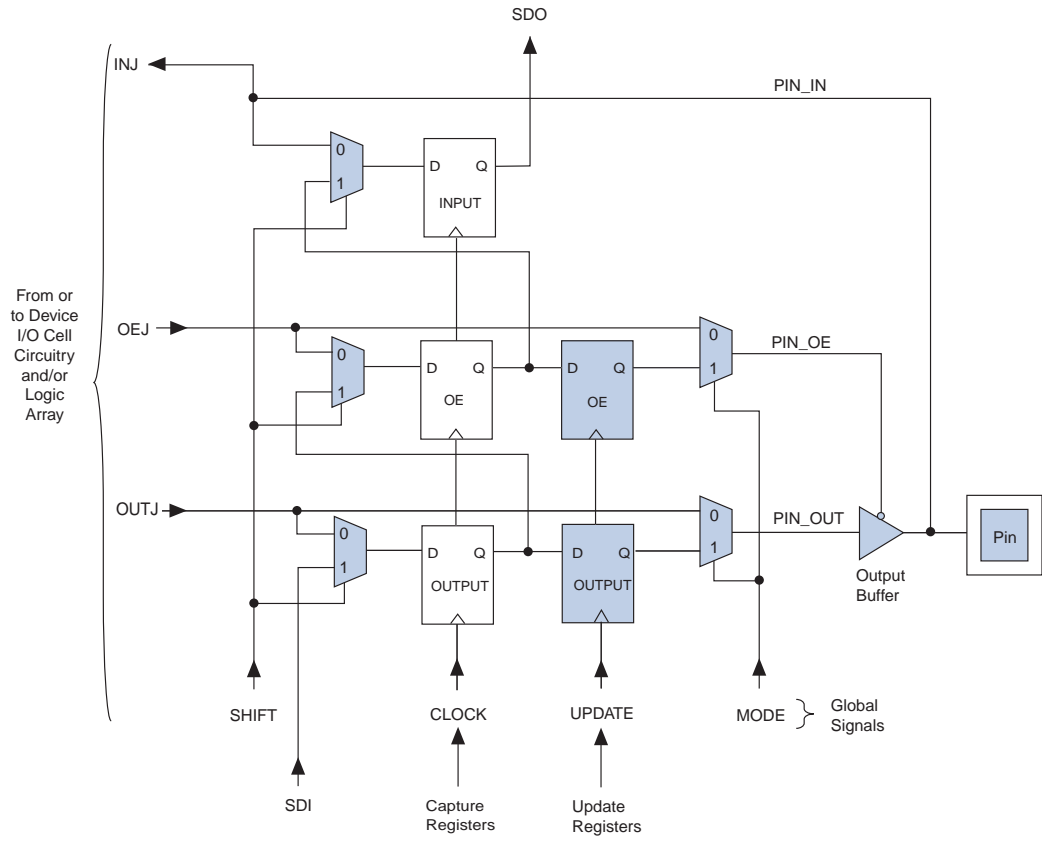 SDO
INJ
PIN_IN
0
1
D Q
INPUT
From or
to Device
I/O Cell
Circuitry
and/or
Logic
Array
OEJ
0
1
D Q
OE
D Q
OE
0
1
PIN_OE
OUTJ
0
1
D Q
OUTPUT
D Q
OUTPUT
0
1
PIN_OUT
Pin
Output
Buffer
SHIFT
CLOCK
UPDATE
MODE
Global
Signals
SDI
Capture
Registers
Update
Registers